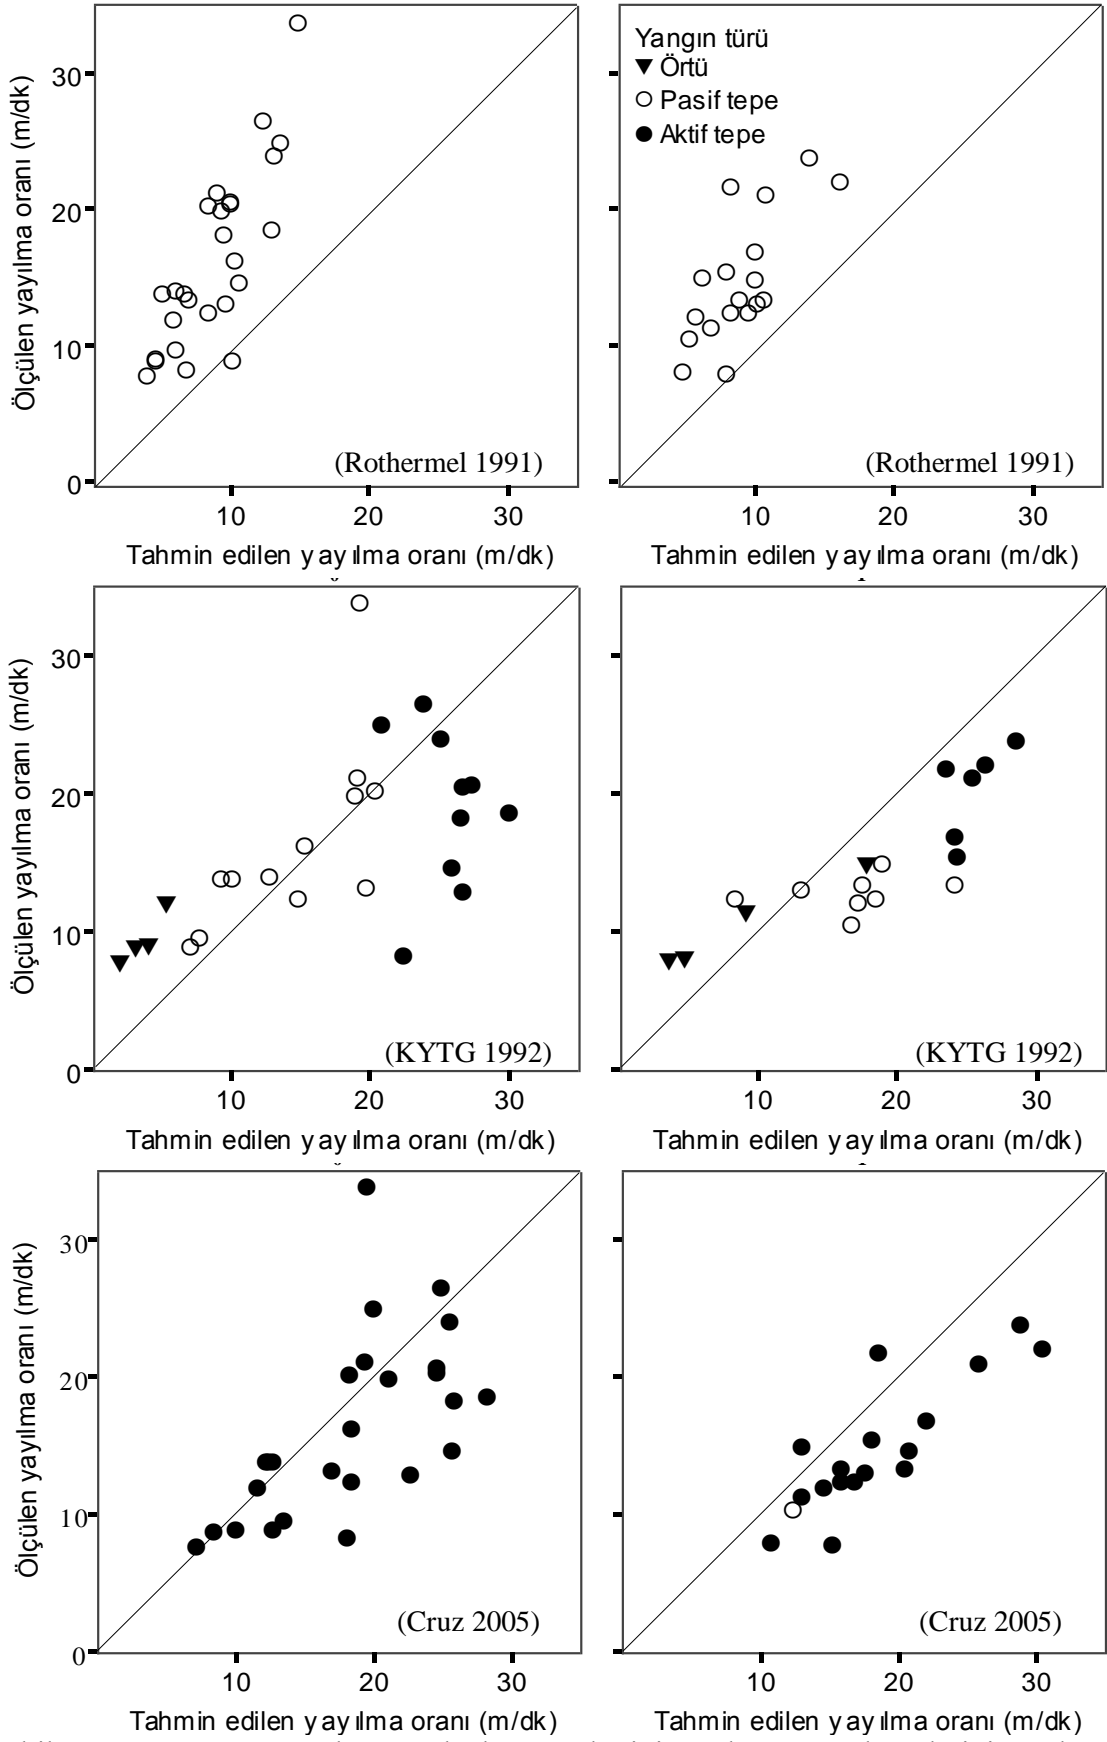 Ölçülen yayılma oranı (m/dk)
30
20
10
0
(Rothermel 1991)
10 20 30
Tahmin edilen yayılma oranı (m/dk)
Yangın türü
Örtü
Pasif tepe
Aktif tepe
(Rothermel 1991)
10 20 30
Tahmin edilen yayılma oranı (m/dk)
Ölçülen yayılma oranı (m/dk)
30
20
10
0
(KYTG 1992)
10 20 30
Tahmin edilen yayılma oranı (m/dk)
(KYTG 1992)
10 20 30
Tahmin edilen yayılma oranı (m/dk)
Ölçülen yayılma oranı (m/dk)
30
20
10
0
(Cruz 2005)
10 20 30
Tahmin edilen yayılma oranı (m/dk)
(Cruz 2005)
10 20 30
Tahmin edilen yayılma oranı (m/dk)